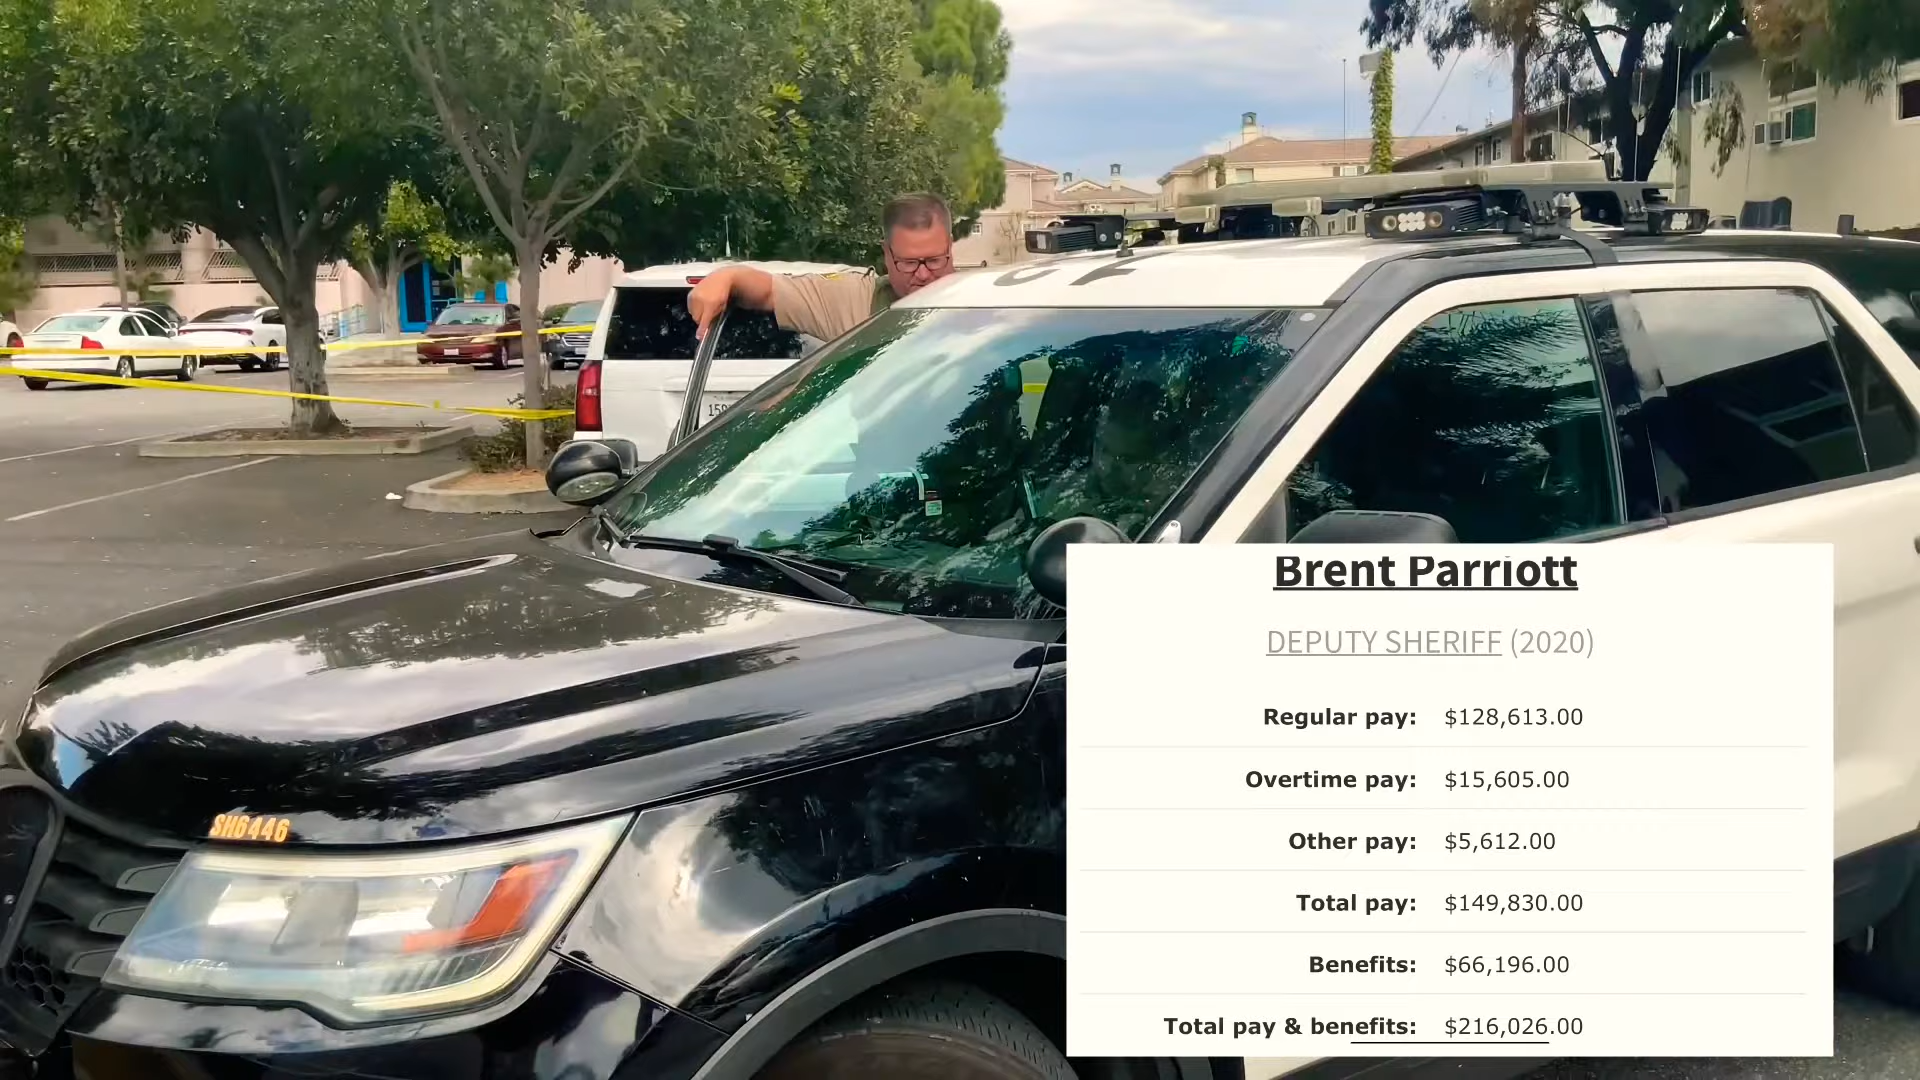 159
SH6446
Brent Parriott
DEPUTY SHERIFF (2020)
Regular pay: $128,613.00
Overtime pay: $15,605.00
Other pay: $5,612.00
Total pay: $149,830.00
Benefits: $66,196.00
Total pay & benefits: $216,026.00